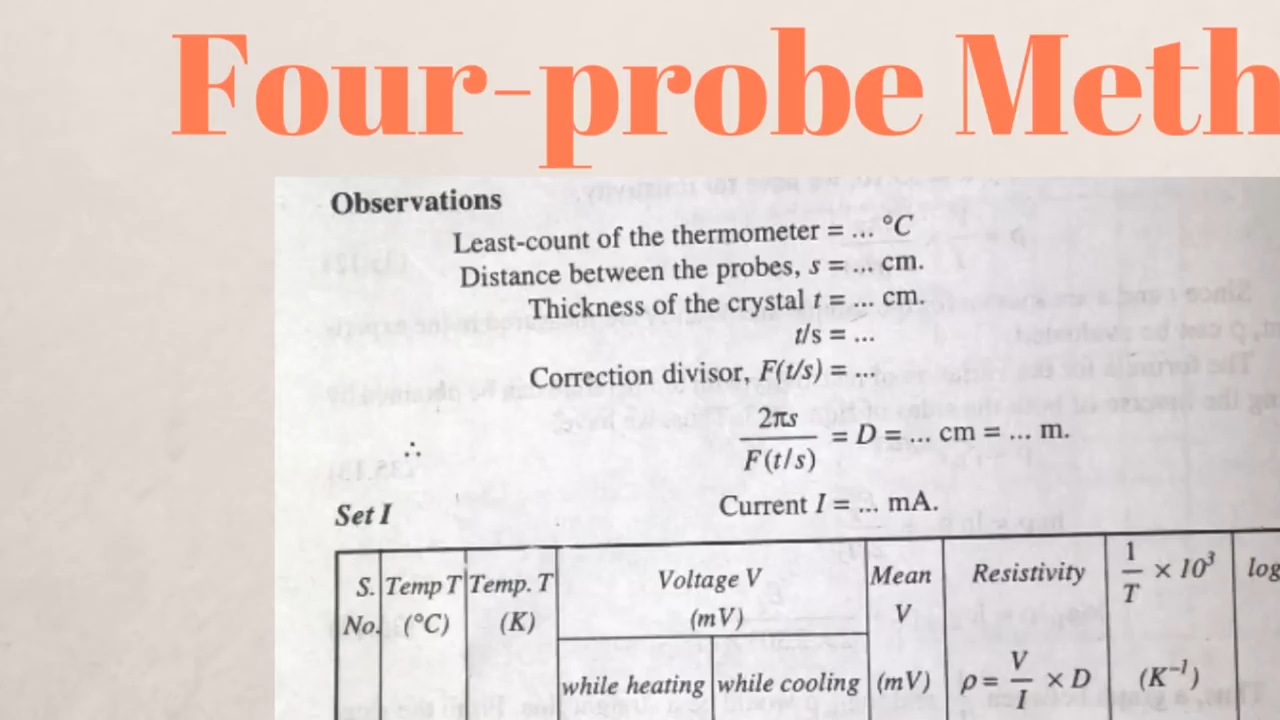 Four-probe Meth
Observations
Least-count of the thermometer = ... °C
Distance between the probes, s = ... cm.
Thickness of the crystal t = ... cm.
t/s = ...
Correction divisor, F(t/s) = ...
∴ 2πs / F(t/s) = D = ... cm = ... m.
Set I Current I = ... mA.
S. No. Temp T (°C) Temp. T (K) Voltage V (mV) Mean V (mV) Resistivity ρ = V/I × D 1/T × 10³ (K⁻¹) log
while heating while cooling